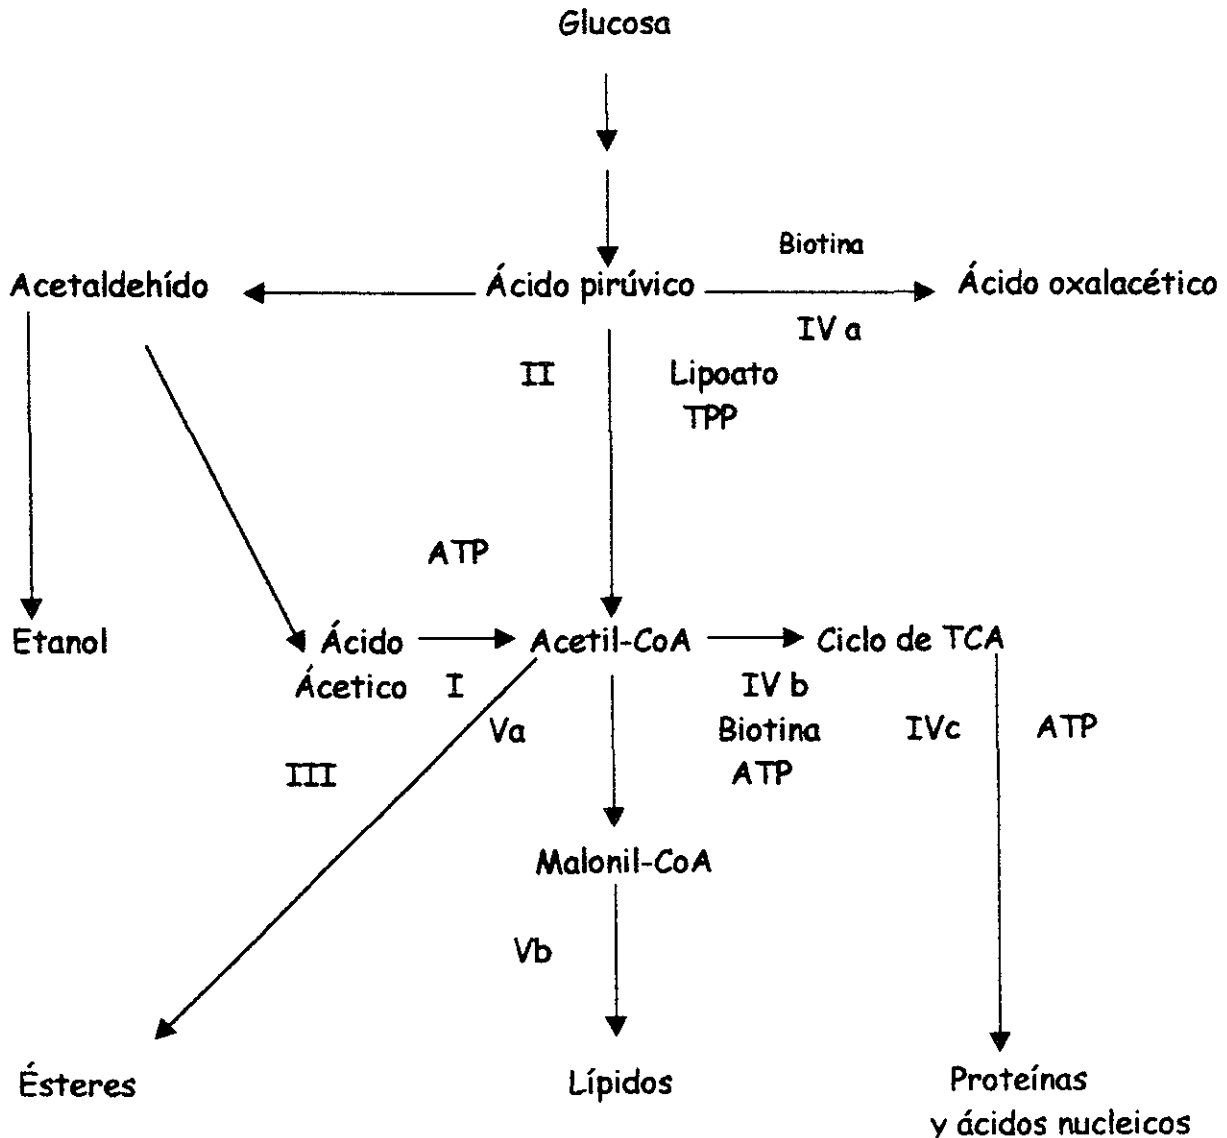 Glucosa
Biotina
Acetaldehído
Ácido pirúvico
Ácido oxalacético
IV a
II
Lipoato
TPP
ATP
Etanol
Ácido
Ácetico
I
Acetil-CoA
Ciclo de TCA
IV b
Biotina
ATP
IVc
ATP
Va
III
Malonil-CoA
Vb
Ésteres
Lípidos
Proteínas
y ácidos nucleicos